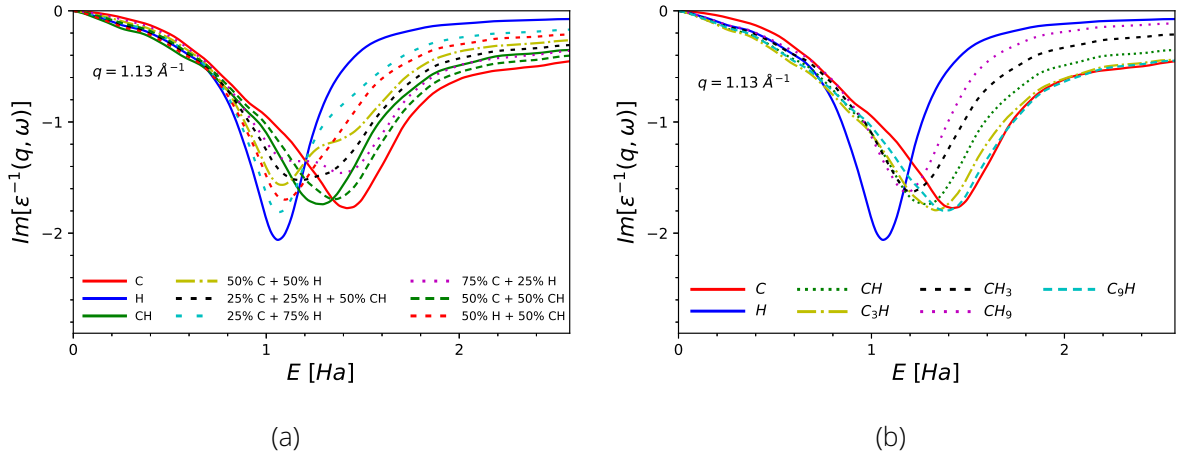 0
−1
−2
Im[ε⁻¹(q, ω)]
q = 1.13 Å⁻¹
C
H
CH
50% C + 50% H
25% C + 25% H + 50% CH
25% C + 75% H
75% C + 25% H
50% C + 50% CH
50% H + 50% CH
0 1 2
E [Ha]
(a)
0
−1
−2
Im[ε⁻¹(q, ω)]
q = 1.13 Å⁻¹
C
H
CH
C₃H
CH₃
CH₉
C₉H
0 1 2
E [Ha]
(b)